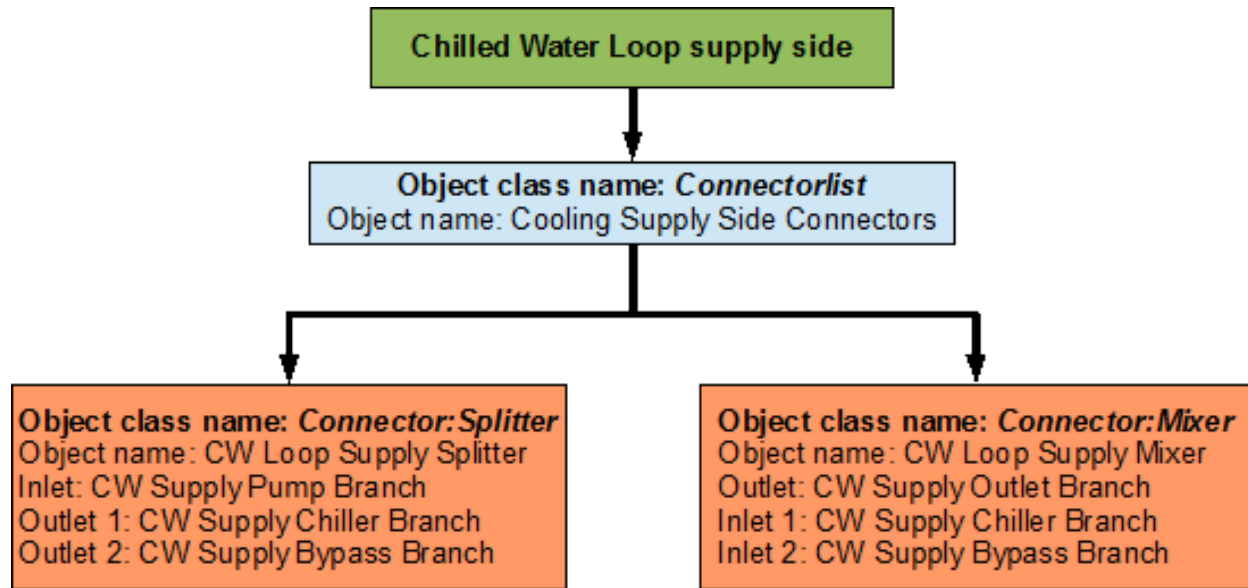 Chilled Water Loop supply side
Object class name: Connectorlist
Object name: Cooling Supply Side Connectors
Object class name: Connector:Splitter
Object name: CW Loop Supply Splitter
Inlet: CW Supply Pump Branch
Outlet 1: CW Supply Chiller Branch
Outlet 2: CW Supply Bypass Branch
Object class name: Connector:Mixer
Object name: CW Loop Supply Mixer
Outlet: CW Supply Outlet Branch
Inlet 1: CW Supply Chiller Branch
Inlet 2: CW Supply Bypass Branch